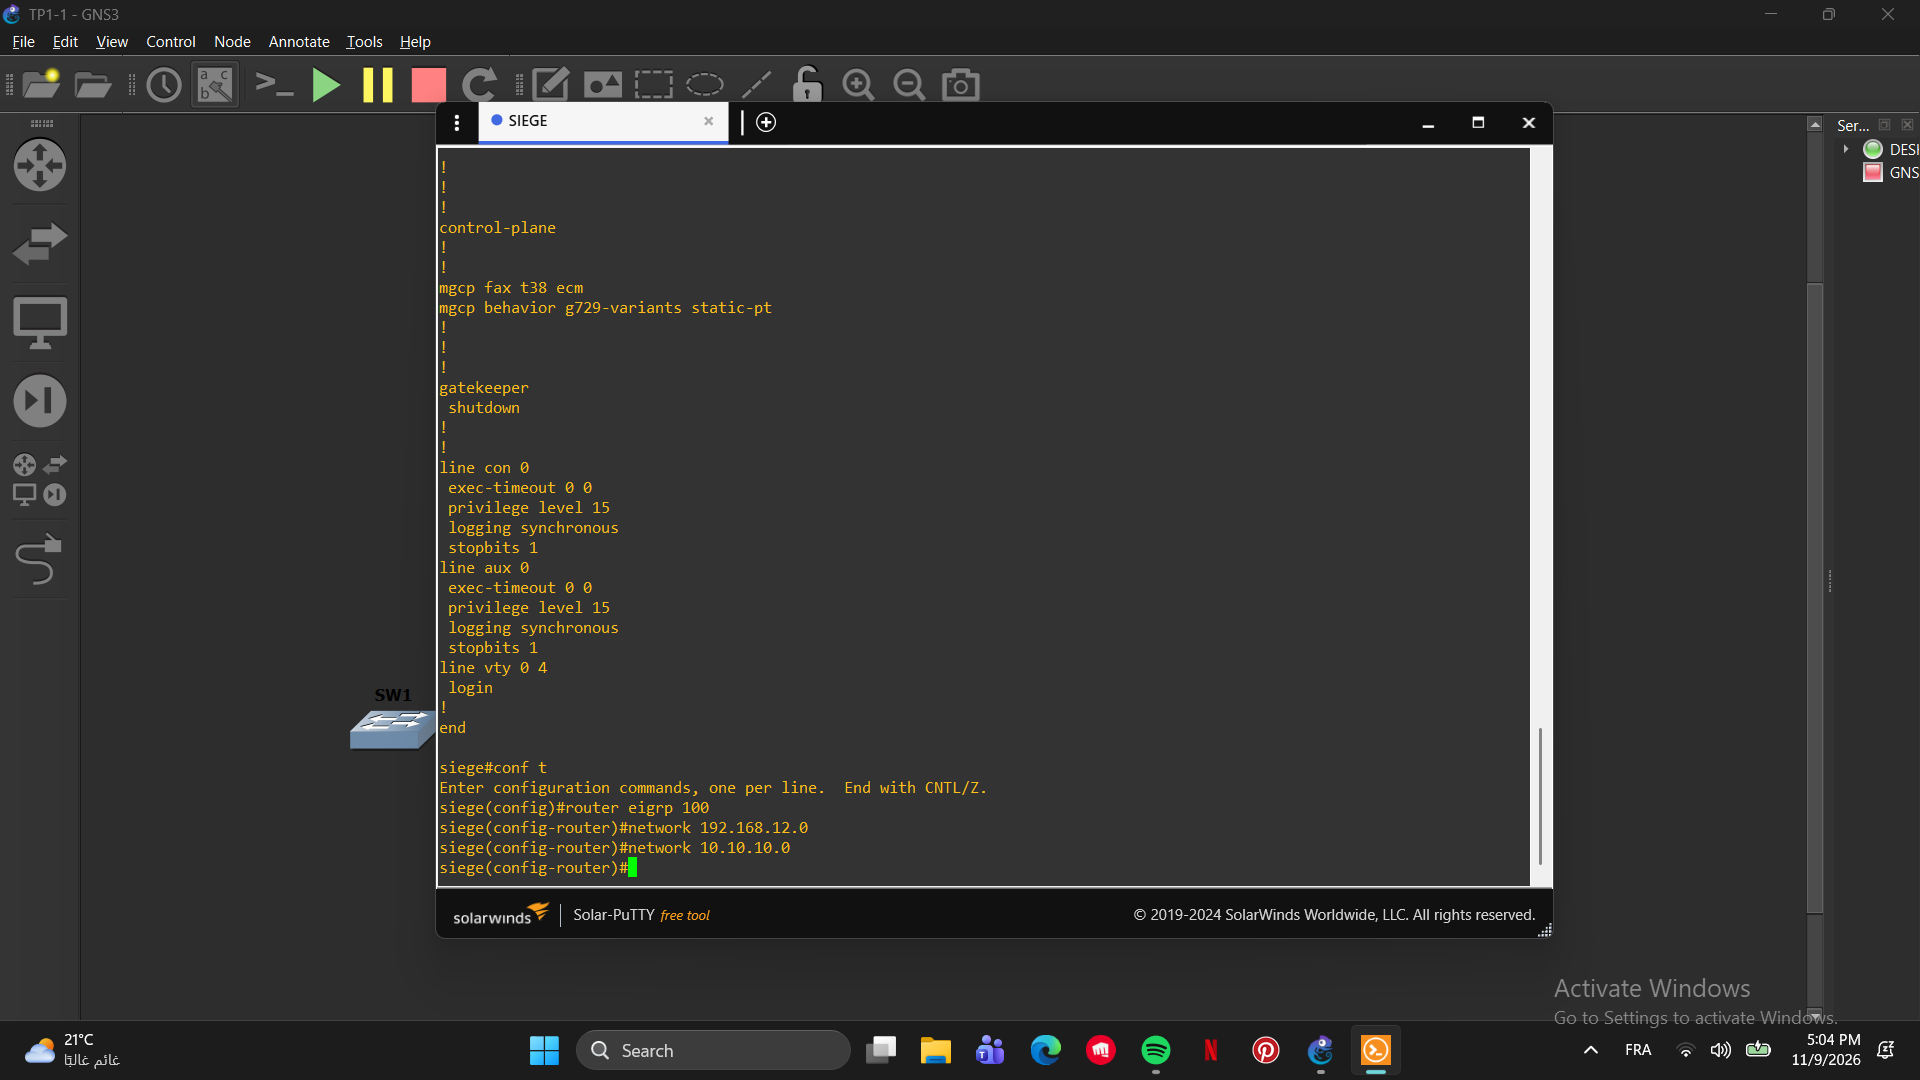 TP1-1 - GNS3
File Edit View Control Node Annotate Tools Help
SIEGE
Ser...
DESH
GNS
!
!
!
control-plane
!
!
mgcp fax t38 ecm
mgcp behavior g729-variants static-pt
!
!
!
gatekeeper
shutdown
!
!
line con 0
exec-timeout 0 0
privilege level 15
logging synchronous
stopbits 1
line aux 0
exec-timeout 0 0
privilege level 15
logging synchronous
stopbits 1
line vty 0 4
login
!
end
siege#conf t
Enter configuration commands, one per line.  End with CNTL/Z.
siege(config)#router eigrp 100
siege(config-router)#network 192.168.12.0
siege(config-router)#network 10.10.10.0
siege(config-router)#
SW1
solarwinds Solar-PuTTY free tool
© 2019-2024 SolarWinds Worldwide, LLC. All rights reserved.
Activate Windows
Go to Settings to activate Windows.
21°C
غائم غالبًا
Search
FRA
5:04 PM
11/9/2026